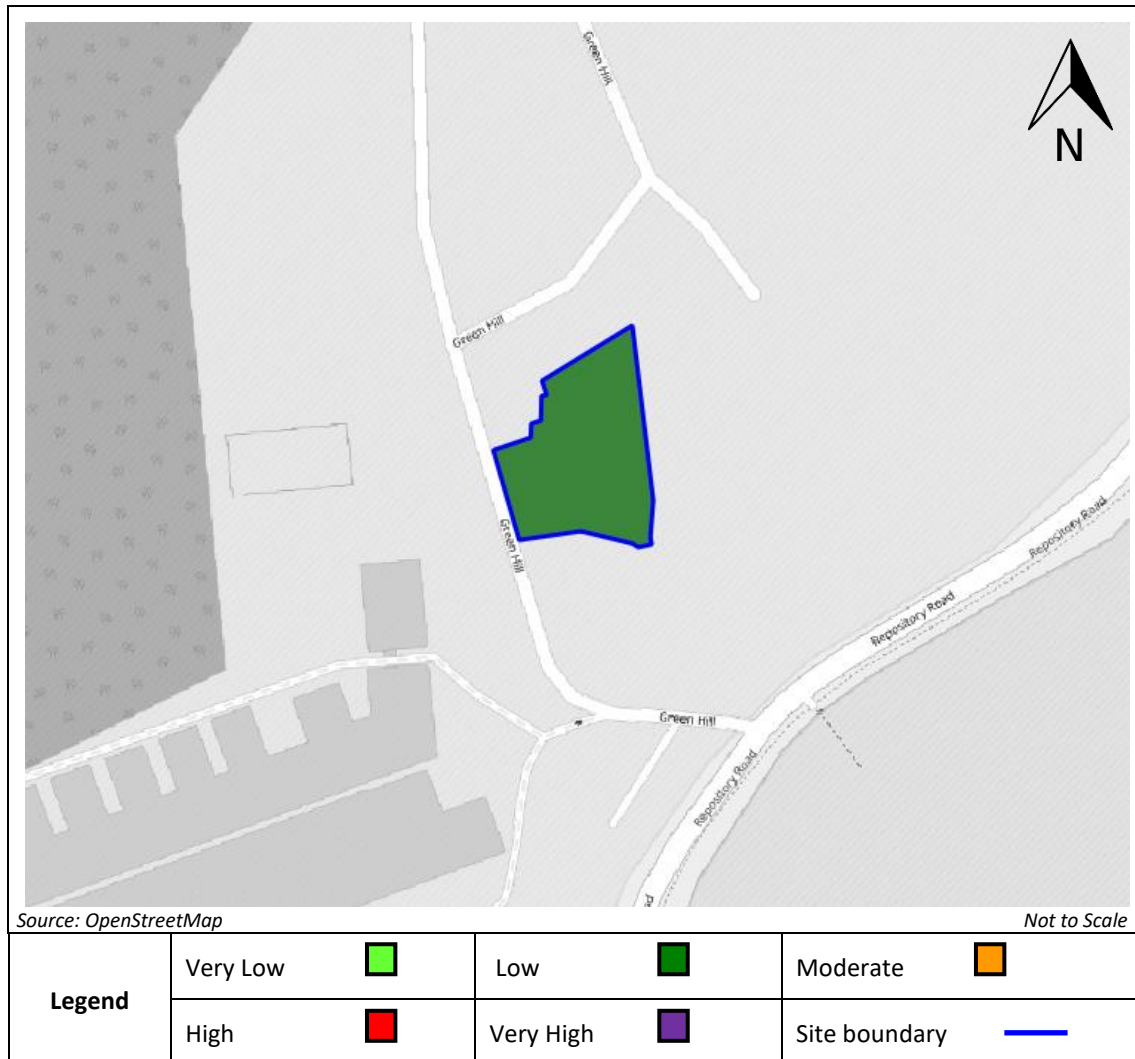 Green Hill
N
Green Hill
Green Hill
Repository Road
Repository Road
Green Hill
Repository Road
ad
Source: OpenStreetMap Not to Scale
Legend
Very Low Low Moderate
High Very High Site boundary